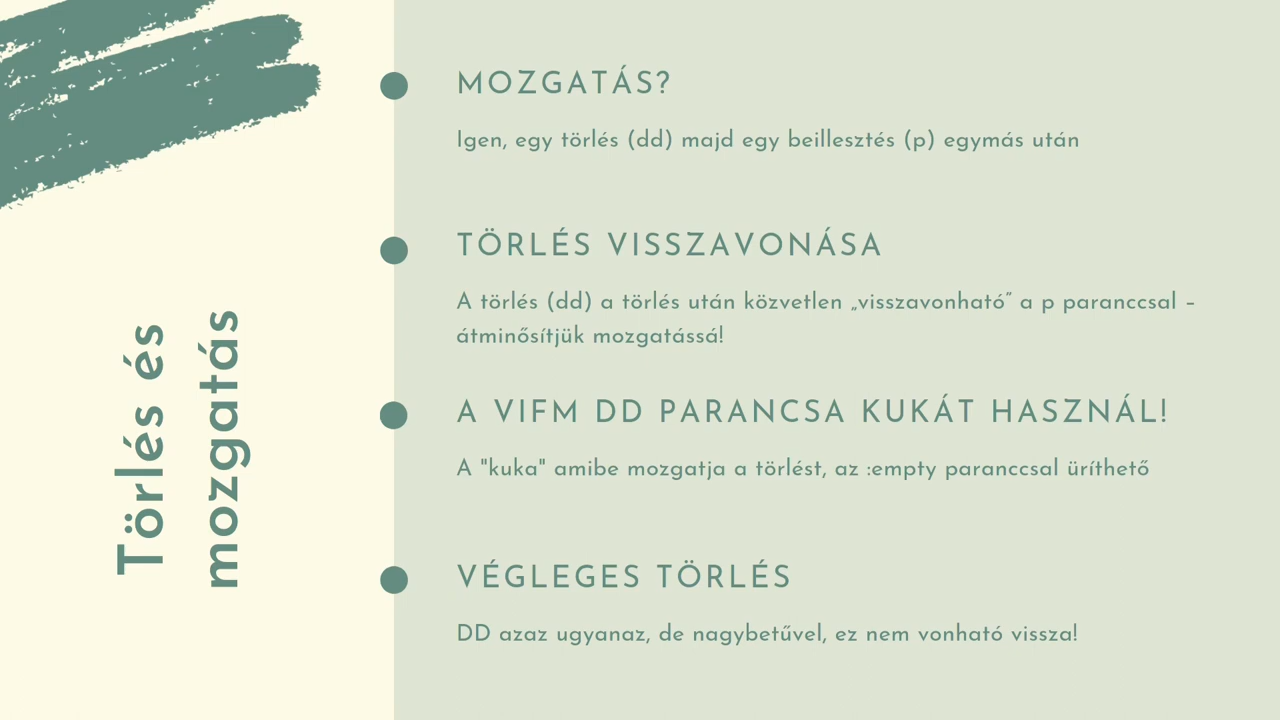 Törlés és
mozgatás
MOZGATÁS?
Igen, egy törlés (dd) majd egy beillesztés (p) egymás után
TÖRLÉS VISSZAVONÁSA
A törlés (dd) a törlés után közvetlen „visszavonható” a p paranccsal –
átminősítjük mozgatássá!
A VIFM DD PARANCSA KUKÁT HASZNÁL!
A "kuka" amibe mozgatja a törlést, az :empty paranccsal üríthető
VÉGLEGES TÖRLÉS
DD azaz ugyanaz, de nagybetűvel, ez nem vonható vissza!